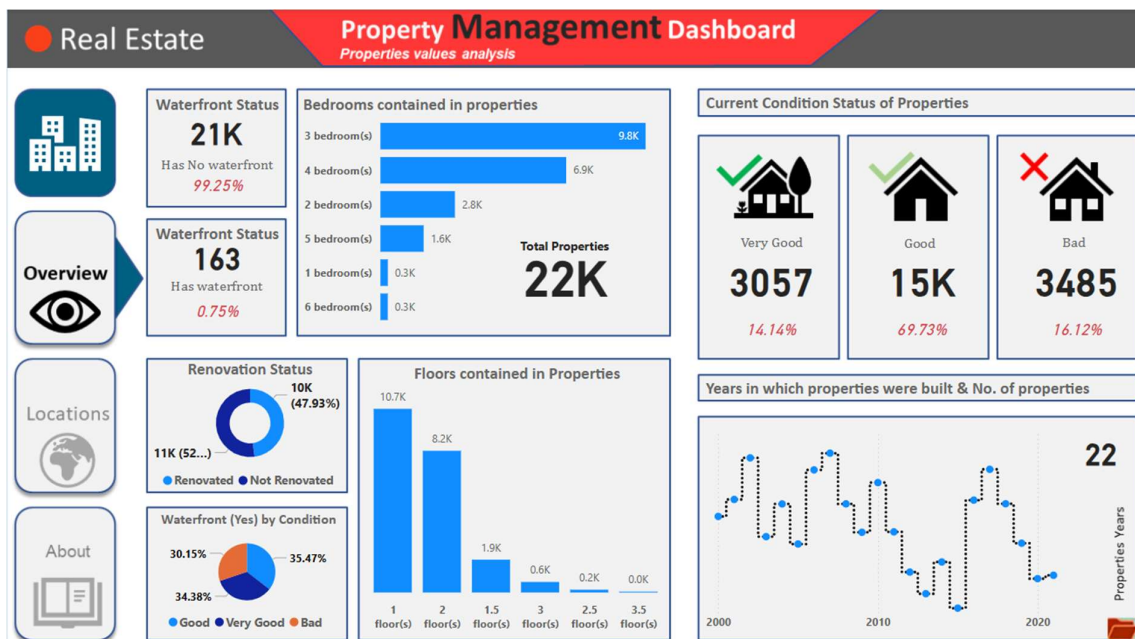 Real Estate
Property Management Dashboard
Properties values analysis
Waterfront Status
21K
Has No waterfront
99.25%
Waterfront Status
163
Has waterfront
0.75%
Bedrooms contained in properties
3 bedroom(s) 9.8K
4 bedroom(s) 6.9K
2 bedroom(s) 2.8K
5 bedroom(s) 1.6K
1 bedroom(s) 0.3K
6 bedroom(s) 0.3K
Total Properties
22K
Current Condition Status of Properties
Very Good
3057
14.14%
Good
15K
69.73%
Bad
3485
16.12%
Overview
Locations
About
Renovation Status
10K
(47.93%)
11K (52...)
Renovated Not Renovated
Waterfront (Yes) by Condition
30.15%
35.47%
34.38%
Good Very Good Bad
Floors contained in Properties
10.7K
8.2K
1.9K
0.6K
0.2K
0.0K
1 2 1.5 3 2.5 3.5
floor(s) floor(s) floor(s) floor(s) floor(s) floor(s)
Years in which properties were built & No. of properties
22
Properties Years
2000 2010 2020